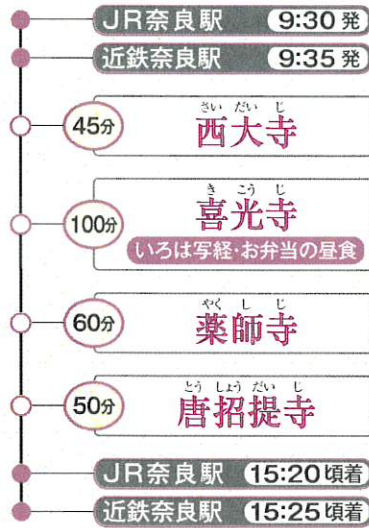 JR奈良駅 9:30発
近鉄奈良駅 9:35発
さいだいじ
45分 西大寺
きこうじ
100分 喜光寺
いろは写経・お弁当の昼食
やくしじ
60分 薬師寺
とうしょうだいじ
50分 唐招提寺
JR奈良駅 15:20頃着
近鉄奈良駅 15:25頃着